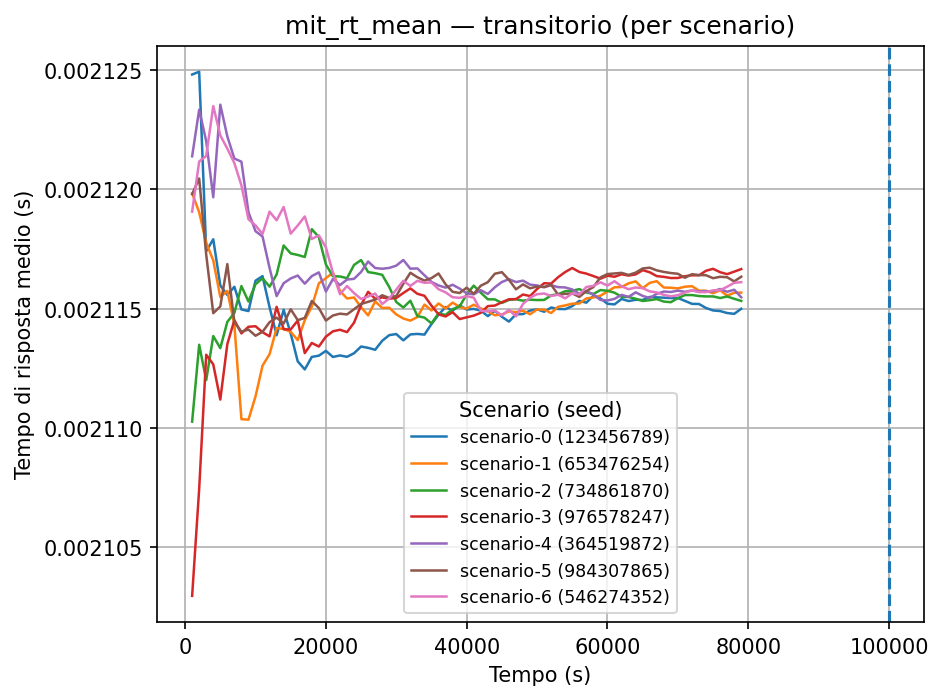 mit_rt_mean — transitorio (per scenario)
Tempo di risposta medio (s)
0.002125
0.002120
0.002115
0.002110
0.002105
Scenario (seed)
scenario-0 (123456789)
scenario-1 (653476254)
scenario-2 (734861870)
scenario-3 (976578247)
scenario-4 (364519872)
scenario-5 (984307865)
scenario-6 (546274352)
0 20000 40000 60000 80000 100000
Tempo (s)